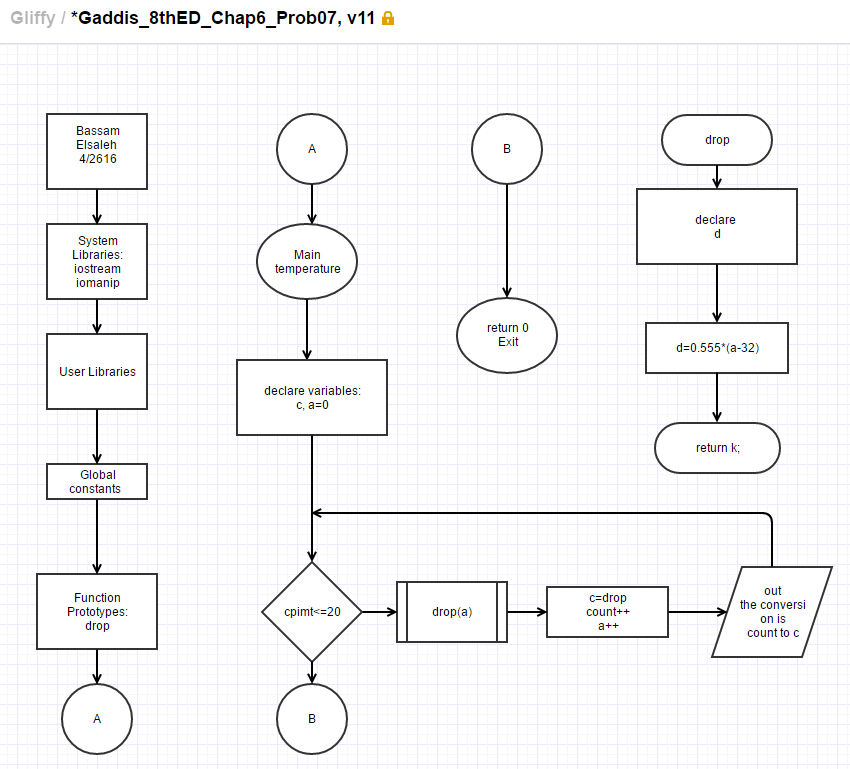 Gliffy / *Gaddis_8thED_Chap6_Prob07, v11
Bassam
Elsaleh
4/2616
System
Libraries:
iostream
iomanip
User Libraries
Global
constants
Function
Prototypes:
drop
A
A
Main
temperature
declare variables:
c, a=0
cpimt<=20
drop(a)
c=drop
count++
a++
out
the conversi
on is
count to c
B
B
return 0
Exit
drop
declare
d
d=0.555*(a-32)
return k;